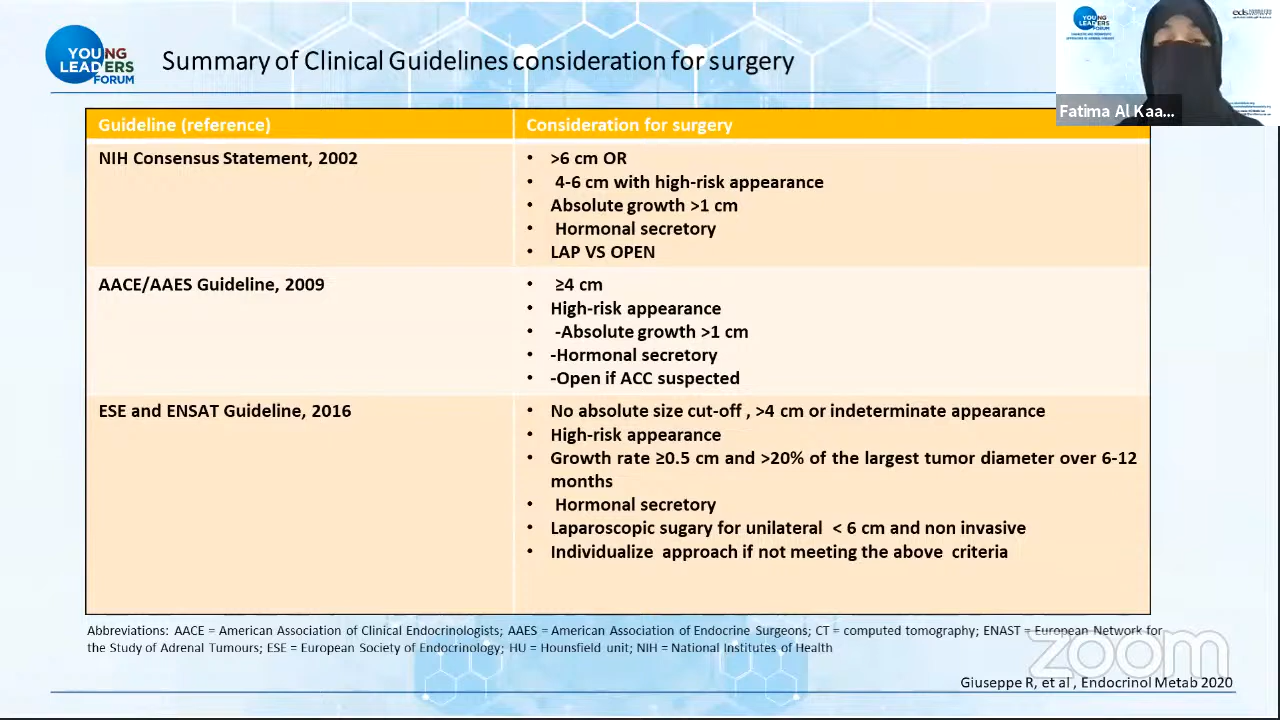 YOUNG
LEADERS
FORUM
Summary of Clinical Guidelines consideration for surgery
YOUNG
LEADERS
FORUM
Fatima Al Kaa...
Guideline (reference)
Consideration for surgery
NIH Consensus Statement, 2002
• >6 cm OR
• 4-6 cm with high-risk appearance
• Absolute growth >1 cm
• Hormonal secretory
• LAP VS OPEN
AACE/AAES Guideline, 2009
• ≥4 cm
• High-risk appearance
• -Absolute growth >1 cm
• -Hormonal secretory
• -Open if ACC suspected
ESE and ENSAT Guideline, 2016
• No absolute size cut-off , >4 cm or indeterminate appearance
• High-risk appearance
• Growth rate ≥0.5 cm and >20% of the largest tumor diameter over 6-12
months
• Hormonal secretory
• Laparoscopic sugary for unilateral < 6 cm and non invasive
• Individualize approach if not meeting the above criteria
Abbreviations: AACE = American Association of Clinical Endocrinologists; AAES = American Association of Endocrine Surgeons; CT = computed tomography; ENAST = European Network for
the Study of Adrenal Tumours; ESE = European Society of Endocrinology; HU = Hounsfield unit; NIH = National Institutes of Health
zoom
Giuseppe R, et al , Endocrinol Metab 2020